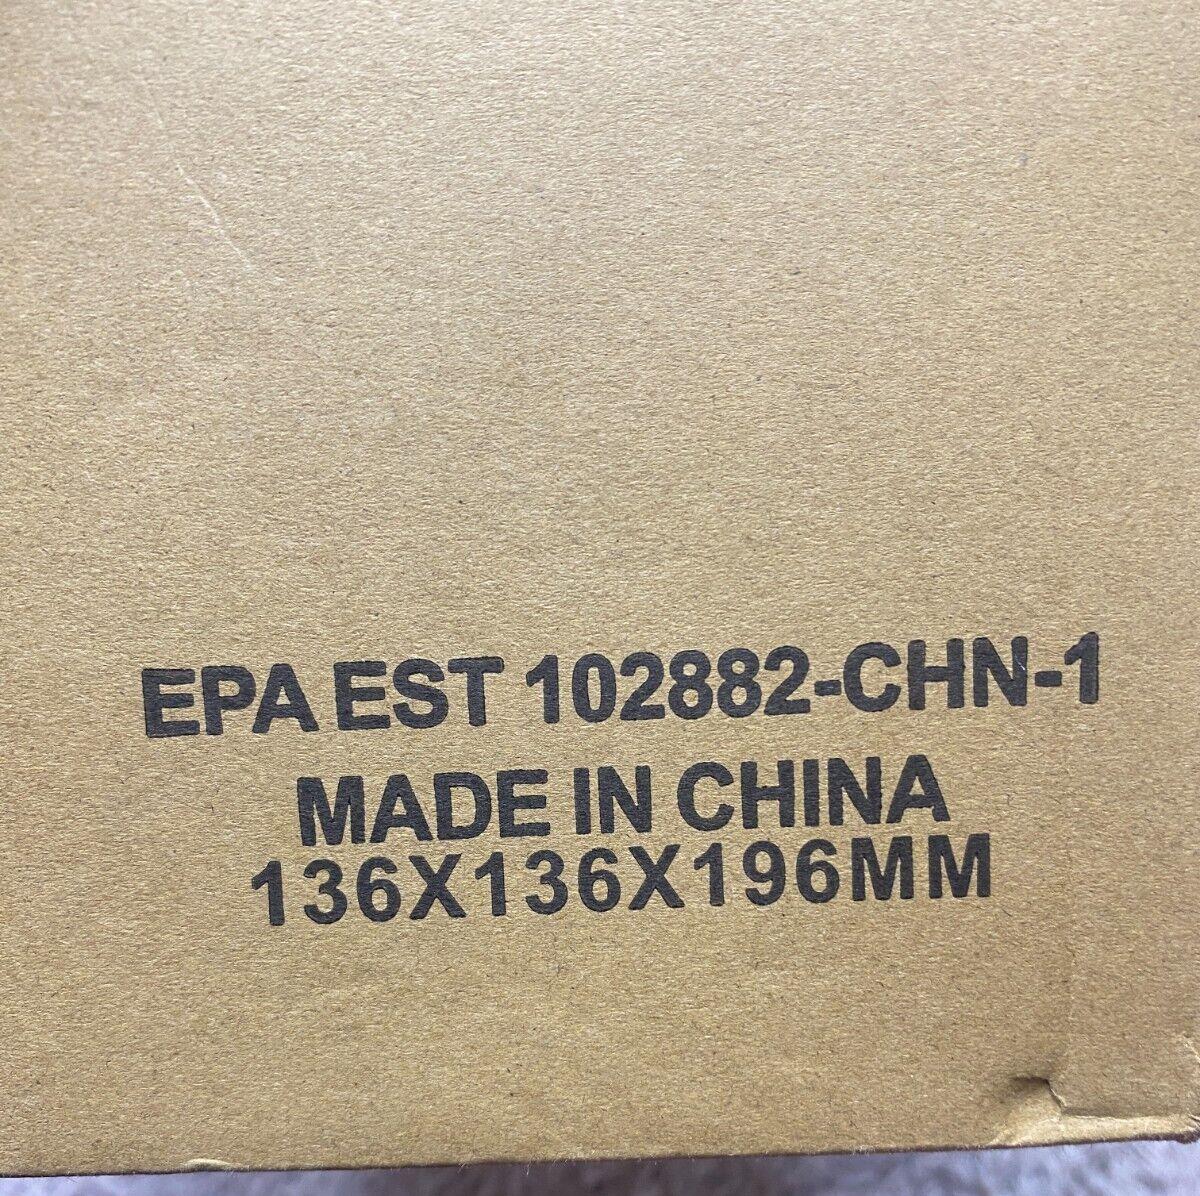 EPA EST 102882-CHN-1
MADE IN CHINA
136X136X196MM